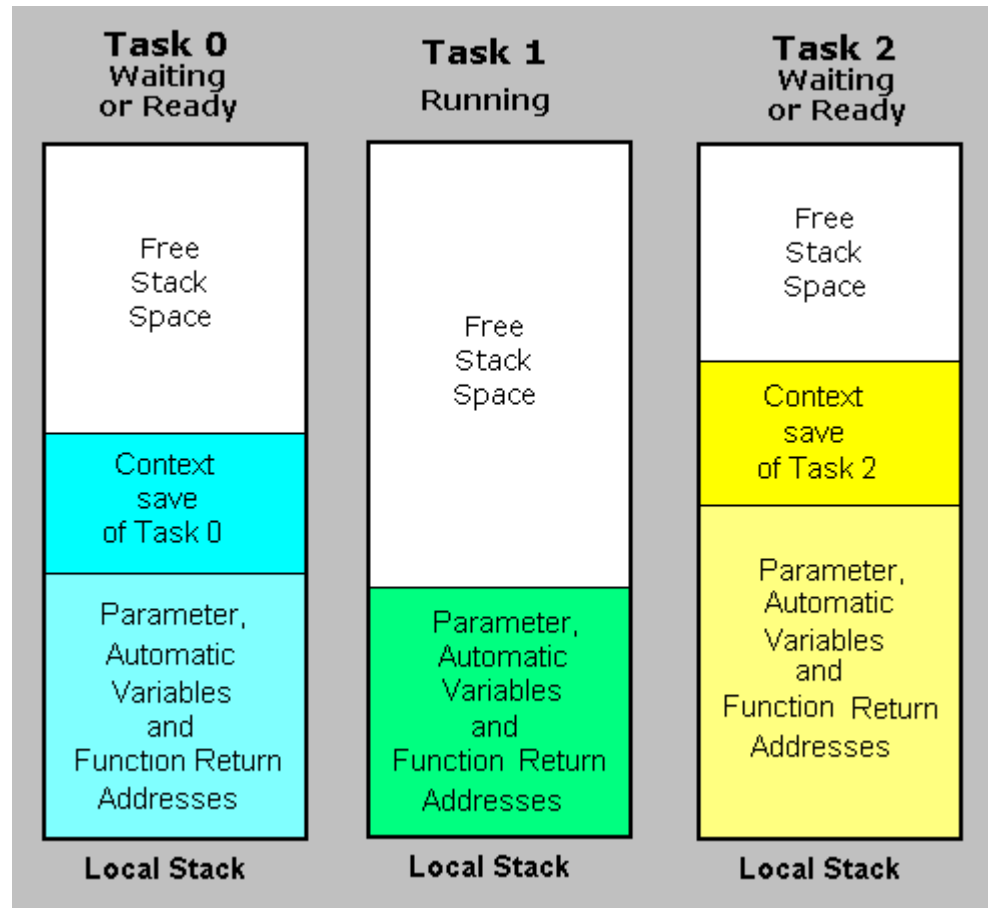 Task 0
Waiting
or Ready
Free
Stack
Space
Context
save
of Task 0
Parameter,
Automatic
Variables
and
Function Return
Addresses
Local Stack
Task 1
Running
Free
Stack
Space
Parameter,
Automatic
Variables
and
Function Return
Addresses
Local Stack
Task 2
Waiting
or Ready
Free
Stack
Space
Context
save
of Task 2
Parameter,
Automatic
Variables
and
Function Return
Addresses
Local Stack